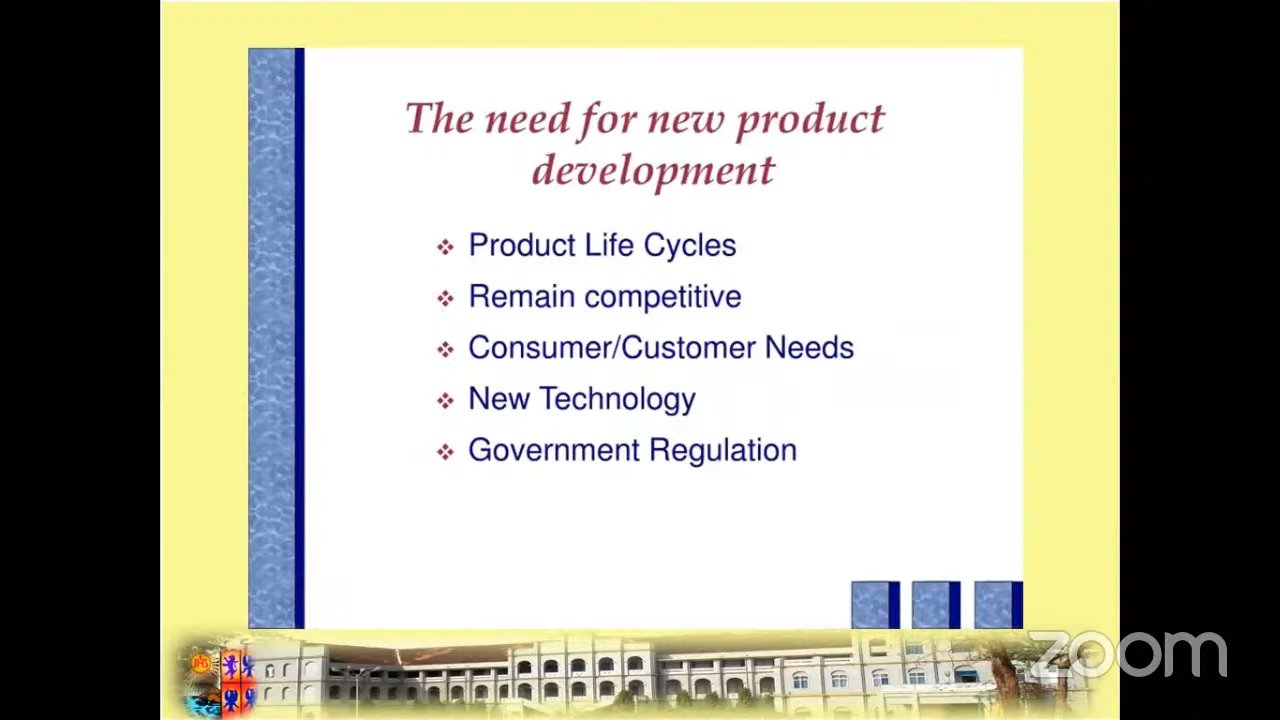 The need for new product
development
Product Life Cycles
Remain competitive
Consumer/Customer Needs
New Technology
Government Regulation
zoom